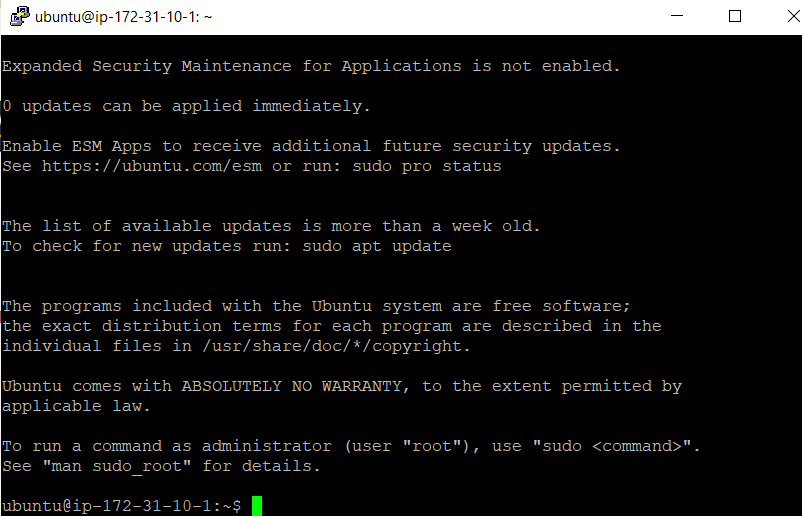 ubuntu@ip-172-31-10-1: ~
Expanded Security Maintenance for Applications is not enabled.
0 updates can be applied immediately.
Enable ESM Apps to receive additional future security updates.
See https://ubuntu.com/esm or run: sudo pro status
The list of available updates is more than a week old.
To check for new updates run: sudo apt update
The programs included with the Ubuntu system are free software;
the exact distribution terms for each program are described in the
individual files in /usr/share/doc/*/copyright.
Ubuntu comes with ABSOLUTELY NO WARRANTY, to the extent permitted by
applicable law.
To run a command as administrator (user "root"), use "sudo <command>".
See "man sudo_root" for details.
ubuntu@ip-172-31-10-1:~$